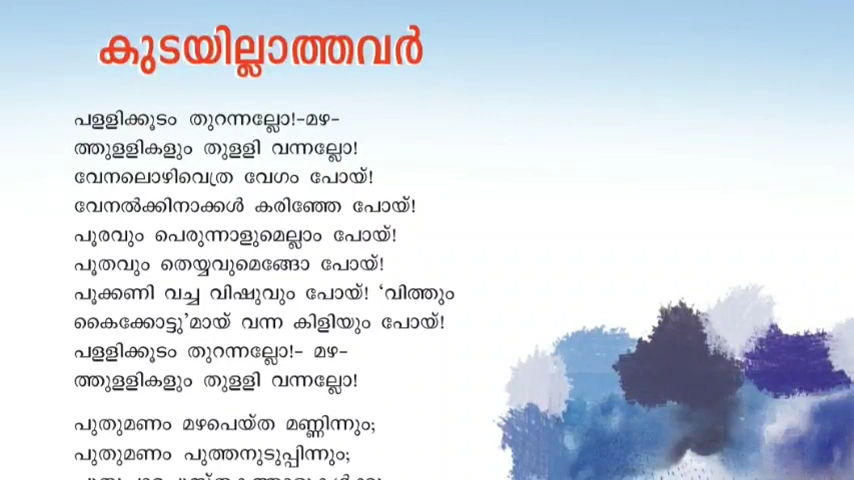 കുടയില്ലാത്തവർ
പള്ളിക്കൂടം തുറന്നല്ലോ!-മഴ-
ത്തുള്ളികളും തുള്ളി വന്നല്ലോ!
വേനലൊഴിവെത്ര വേഗം പോയ്!
വേനൽക്കിനാക്കൾ കരിഞ്ഞേ പോയ്!
പൂരവും പെരുന്നാളുമെല്ലാം പോയ്!
പൂതവും തെയ്യവുമെങ്ങോ പോയ്!
പൂക്കണി വച്ച വിഷുവും പോയ്! ‘വിത്തും
കൈക്കോട്ടു’മായ് വന്ന കിളിയും പോയ്!
പള്ളിക്കൂടം തുറന്നല്ലോ!- മഴ-
ത്തുള്ളികളും തുള്ളി വന്നല്ലോ!
പുതുമണം മഴപെയ്ത മണ്ണിന്നും;
പുതുമണം പുത്തനുടുപ്പിന്നും;